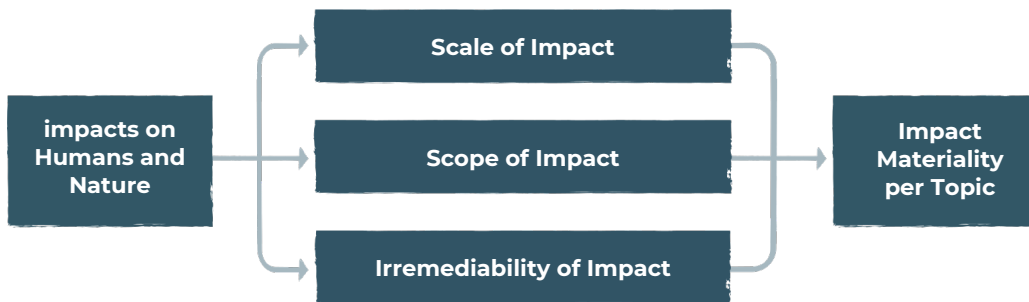 impacts on
Humans and
Nature
Scale of Impact
Scope of Impact
Irremediability of Impact
Impact
Materiality
per Topic